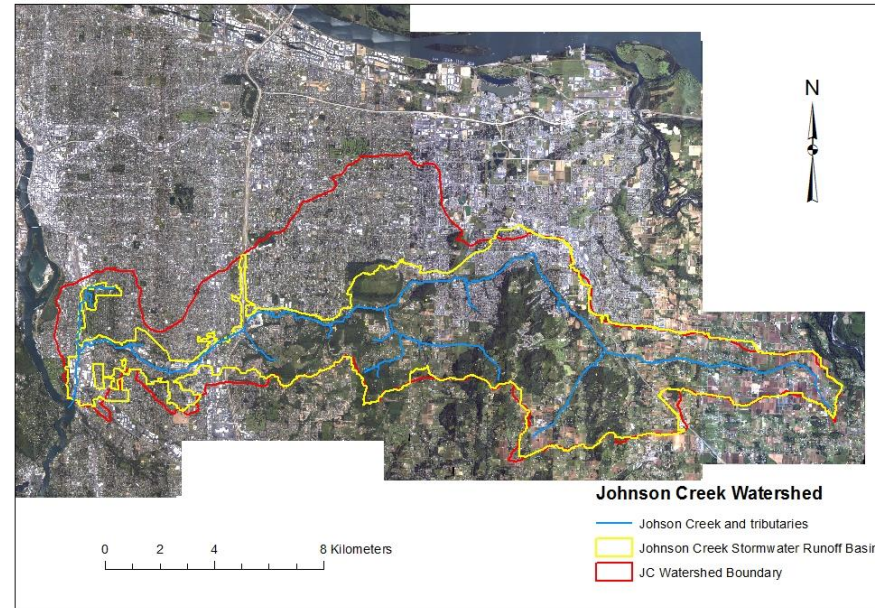 N
Johnson Creek Watershed
Johson Creek and tributaries
Johnson Creek Stormwater Runoff Basin
JC Watershed Boundary
0 2 4 8 Kilometers